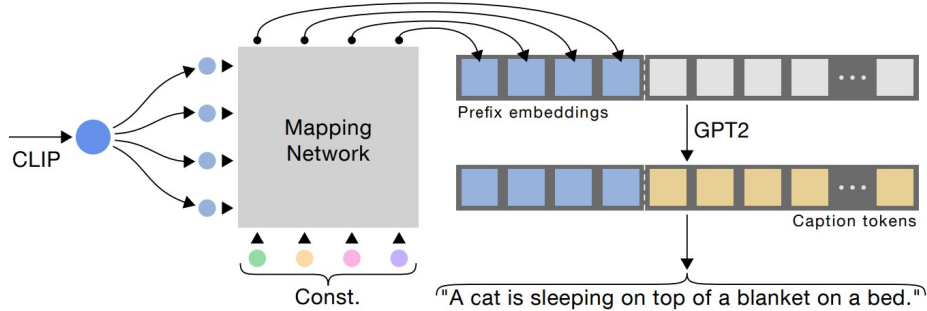 CLIP
Mapping
Network
Const.
Prefix embeddings
GPT2
Caption tokens
"A cat is sleeping on top of a blanket on a bed."